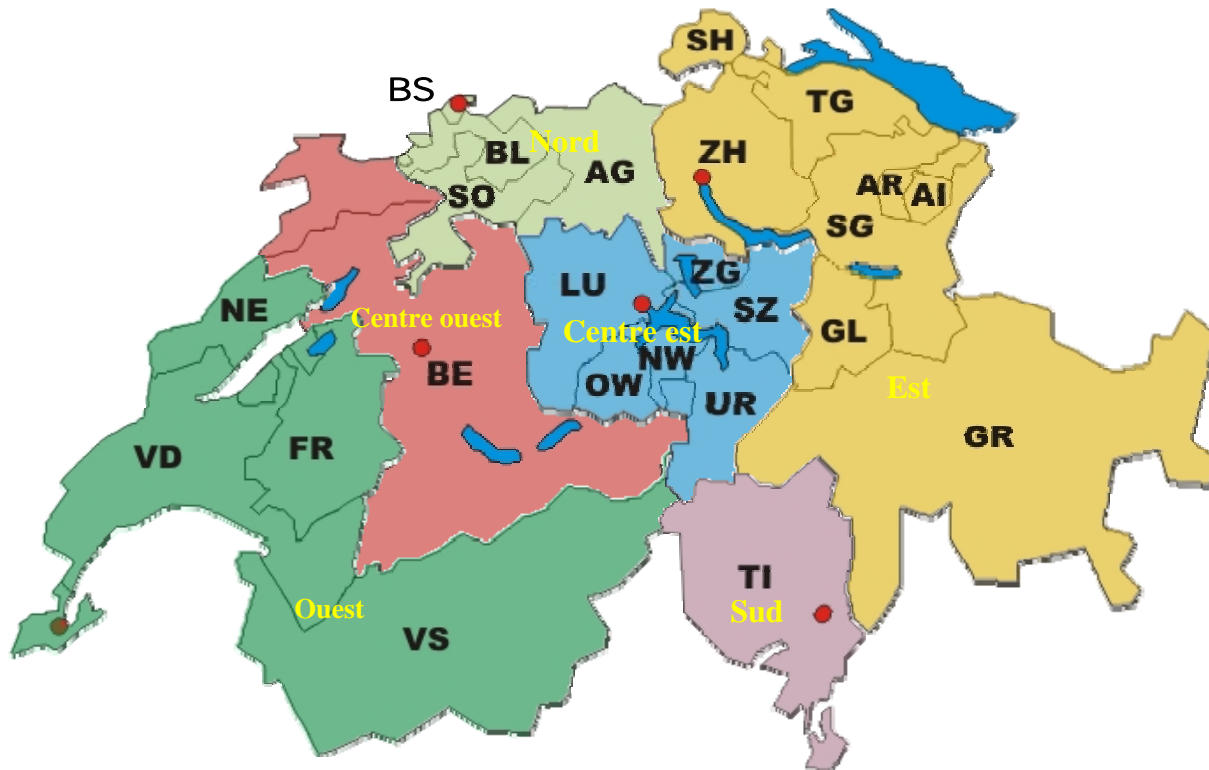 SH
BS
TG
Nord
BL
ZH
AG
AR
AI
SO
SG
ZG
LU
NE
SZ
Centre ouest
Centre est
GL
NW
BE
OW
Est
UR
GR
FR
VD
TI
Ouest
Sud
VS